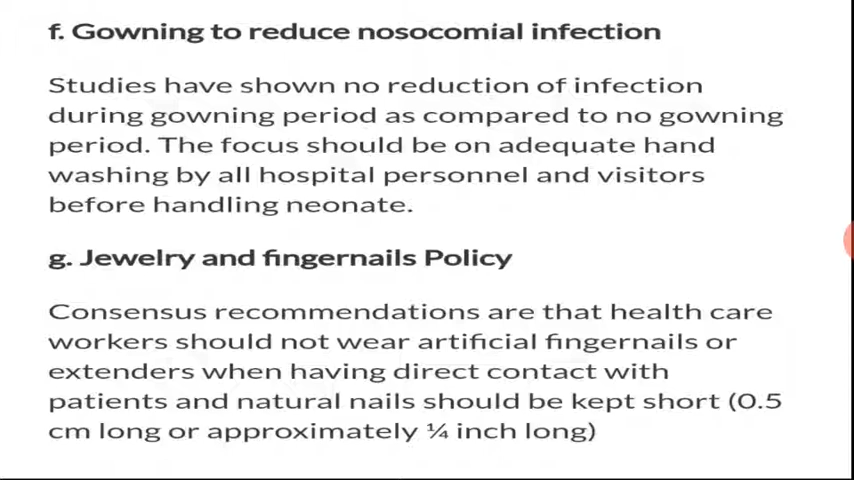 f. Gowning to reduce nosocomial infection
Studies have shown no reduction of infection
during gowning period as compared to no gowning
period. The focus should be on adequate hand
washing by all hospital personnel and visitors
before handling neonate.
g. Jewelry and fingernails Policy
Consensus recommendations are that health care
workers should not wear artificial fingernails or
extenders when having direct contact with
patients and natural nails should be kept short (0.5
cm long or approximately ¼ inch long)